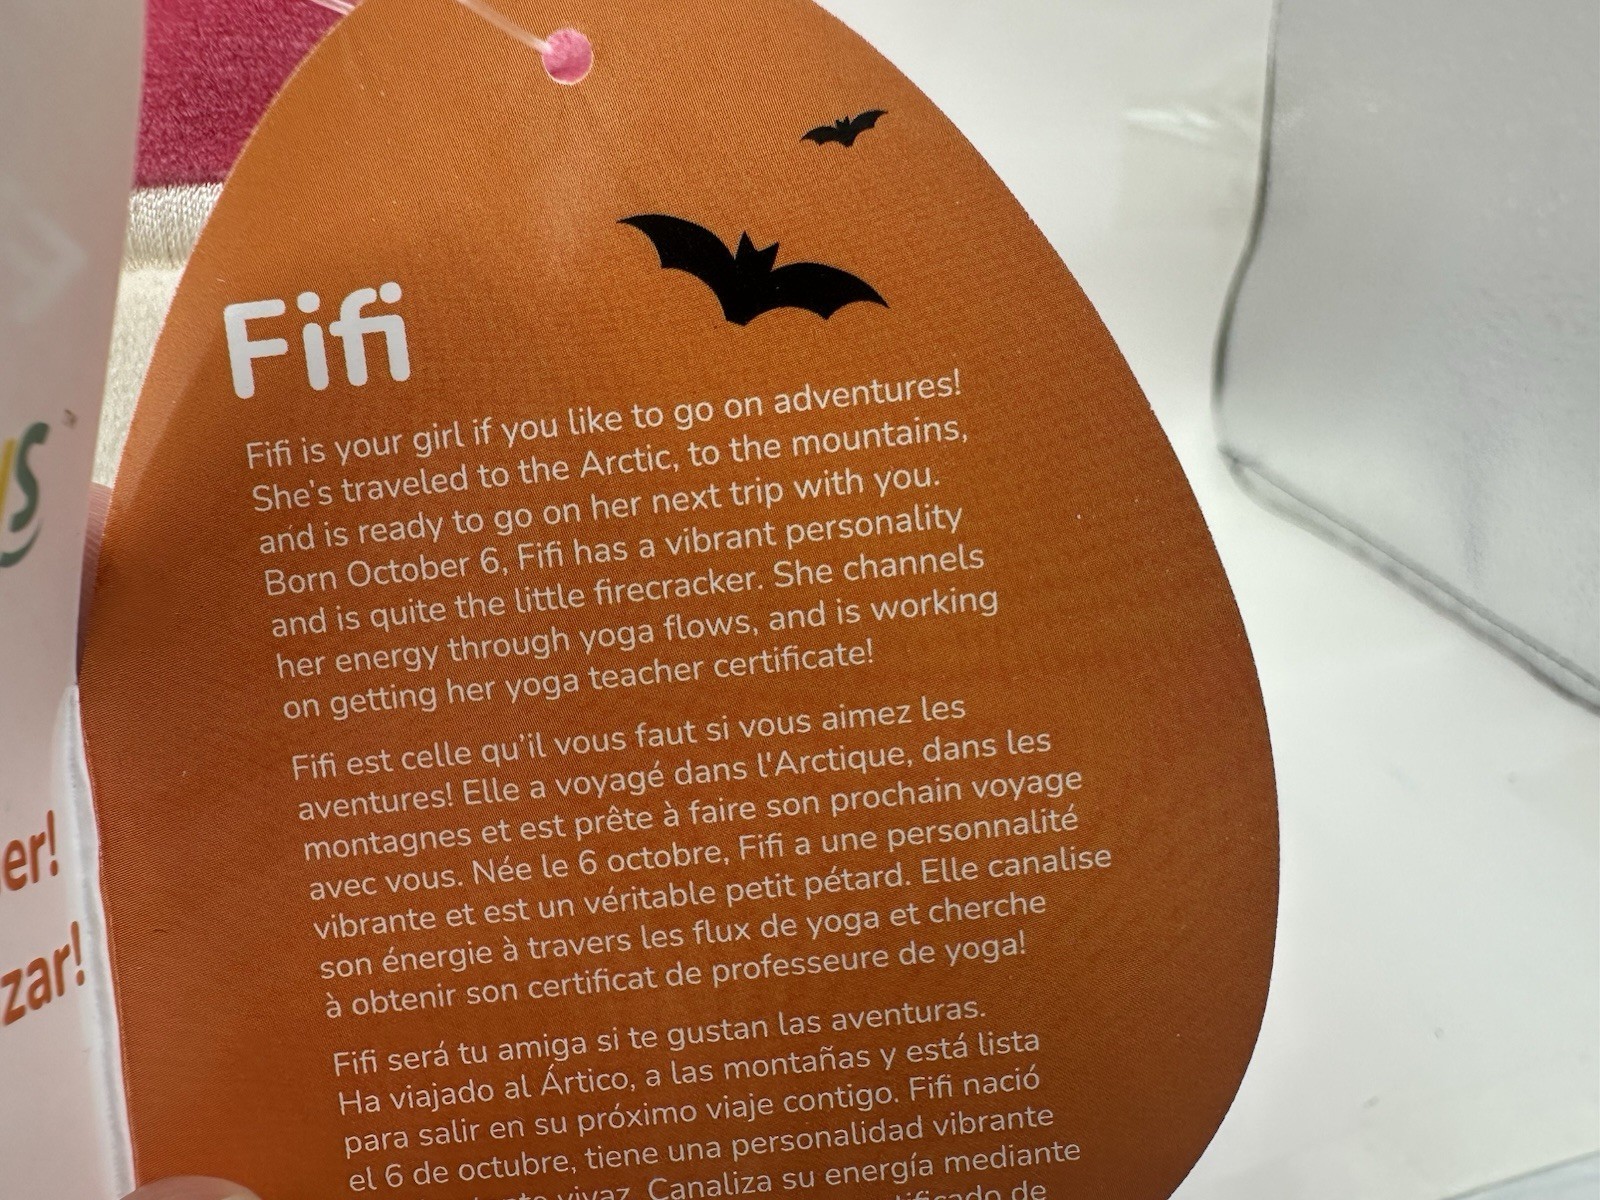 Fifi
Fifi is your girl if you like to go on adventures!
She's traveled to the Arctic, to the mountains,
and is ready to go on her next trip with you.
Born October 6, Fifi has a vibrant personality
and is quite the little firecracker. She channels
her energy through yoga flows, and is working
on getting her yoga teacher certificate!
Fifi est celle qu'il vous faut si vous aimez les
aventures! Elle a voyagé dans l'Arctique, dans les
montagnes et est prête à faire son prochain voyage
avec vous. Née le 6 octobre, Fifi a une personnalité
vibrante et est un véritable petit pétard. Elle canalise
son énergie à travers les flux de yoga et cherche
à obtenir son certificat de professeure de yoga!
Fifi será tu amiga si te gustan las aventuras.
Ha viajado al Ártico, a las montañas y está lista
para salir en su próximo viaje contigo. Fifi nació
el 6 de octubre, tiene una personalidad vibrante
vivaz. Canaliza su energía mediante
de
er!
zar!